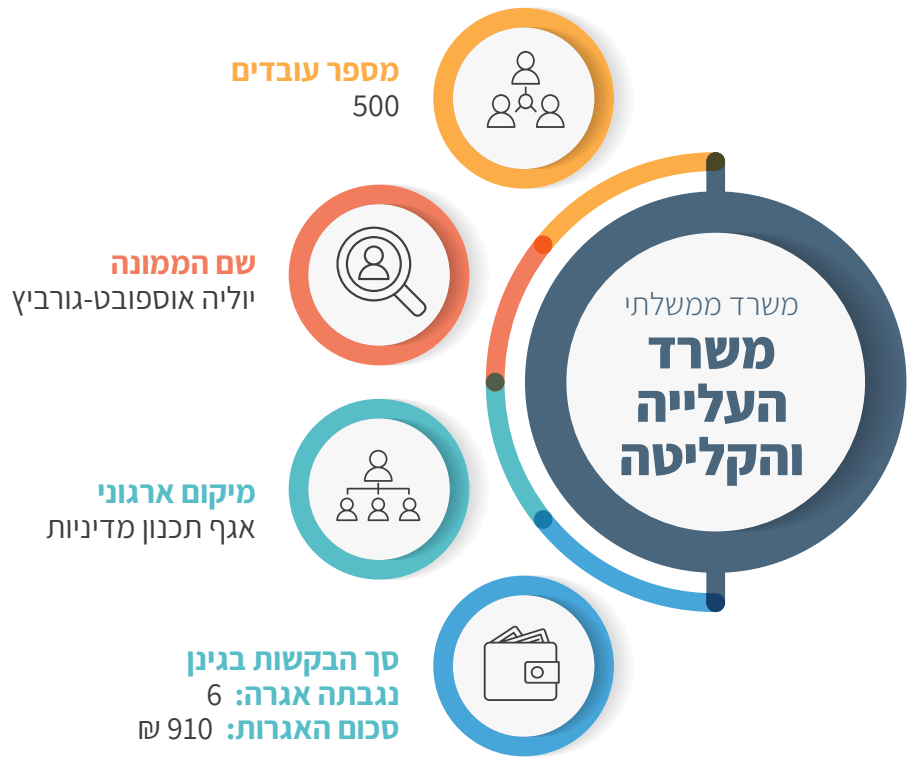 משרד ממשלתי
משרד
העלייה
והקליטה
מספר עובדים
500
שם הממונה
יוליה אוספובט-גורביץ
מיקום ארגוני
אגף תכנון מדיניות
סך הבקשות בגינן
נגבתה אגרה: 6
סכום האגרות: 910 ₪